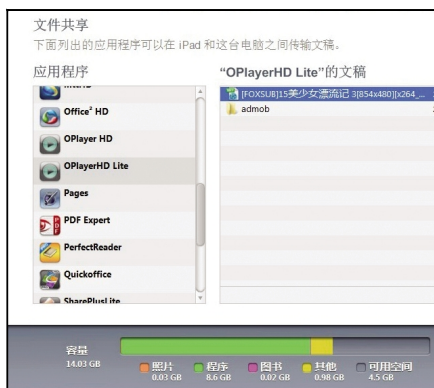 文件共享
下面列出的应用程序可以在 iPad 和这台电脑之间传输文稿。
应用程序
“OPlayerHD Lite”的文稿
Office² HD
OPlayer HD
OPlayerHD Lite
Pages
PDF Expert
PerfectReader
Quickoffice
SharePlusLite
[FOXSUB]15美少女漂流记 3[854x480][x264_...
admob
容量
14.03 GB
照片
0.03 GB
程序
8.6 GB
图书
0.02 GB
其他
0.98 GB
可用空间
4.5 GB